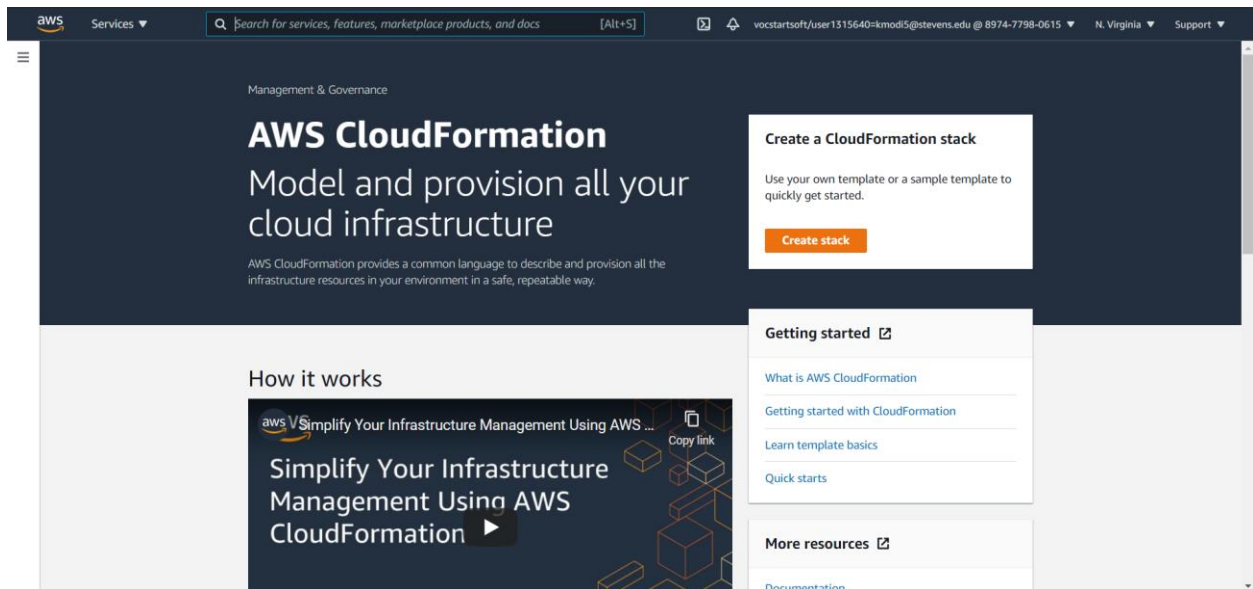 aws
Services ▼
Search for services, features, marketplace products, and docs
[Alt+S]
vocstartsoft/user1315640=kmodi5@stevens.edu @ 8974-7798-0615 ▼
N. Virginia ▼
Support ▼
Management & Governance
AWS CloudFormation
Model and provision all your
cloud infrastructure
AWS CloudFormation provides a common language to describe and provision all the
infrastructure resources in your environment in a safe, repeatable way.
Create a CloudFormation stack
Use your own template or a sample template to
quickly get started.
Create stack
Getting started
What is AWS CloudFormation
Getting started with CloudFormation
Learn template basics
Quick starts
More resources
Documentation
How it works
aws
Simplify Your Infrastructure Management Using AWS ...
Copy link
Simplify Your Infrastructure
Management Using AWS
CloudFormation